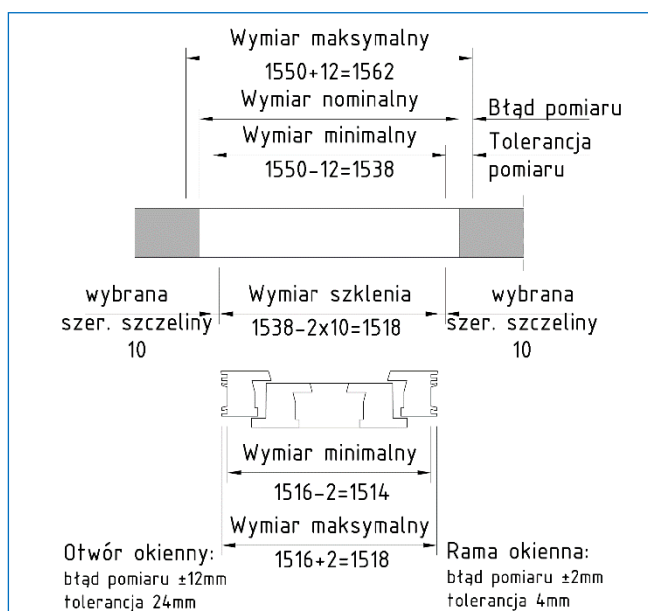 Wymiar maksymalny
1550+12=1562
Wymiar nominalny
Błąd pomiaru
Wymiar minimalny
1550-12=1538
Tolerancja
pomiaru
wybrana
szer. szczeliny
10
Wymiar szklenia
1538-2x10=1518
wybrana
szer. szczeliny
10
Wymiar minimalny
1516-2=1514
Wymiar maksymalny
1516+2=1518
Otwór okienny:
błąd pomiaru ±12mm
tolerancja 24mm
Rama okienna:
błąd pomiaru ±2mm
tolerancja 4mm